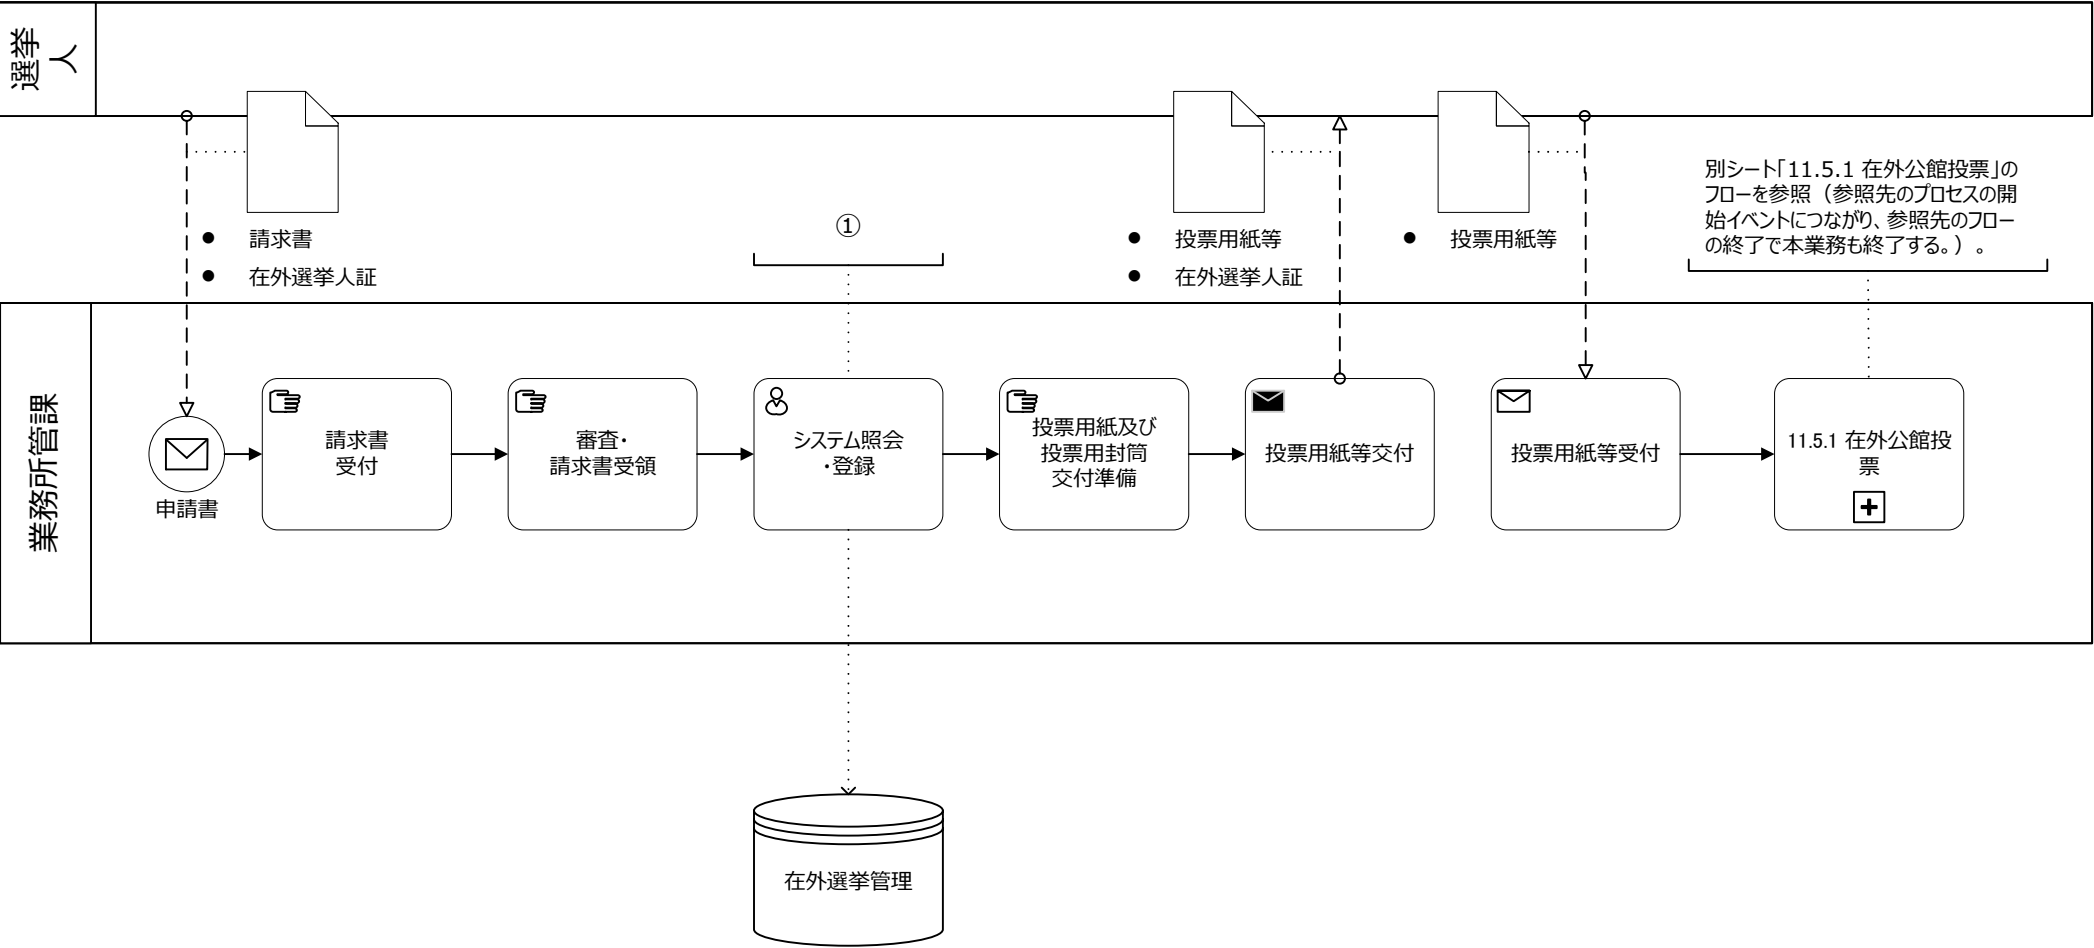 選挙
人
請求書
在外選挙人証
①
投票用紙等
在外選挙人証
投票用紙等
別シート「11.5.1 在外公館投票」の
フローを参照（参照先のプロセスの開
始イベントにつながり、参照先のフロー
の終了で本業務も終了する。）。
業務所管課
申請書
請求書
受付
審査・
請求書受領
システム照会
・登録
投票用紙及び
投票用封筒
交付準備
投票用紙等交付
投票用紙等受付
11.5.1 在外公館投
票
在外選挙管理